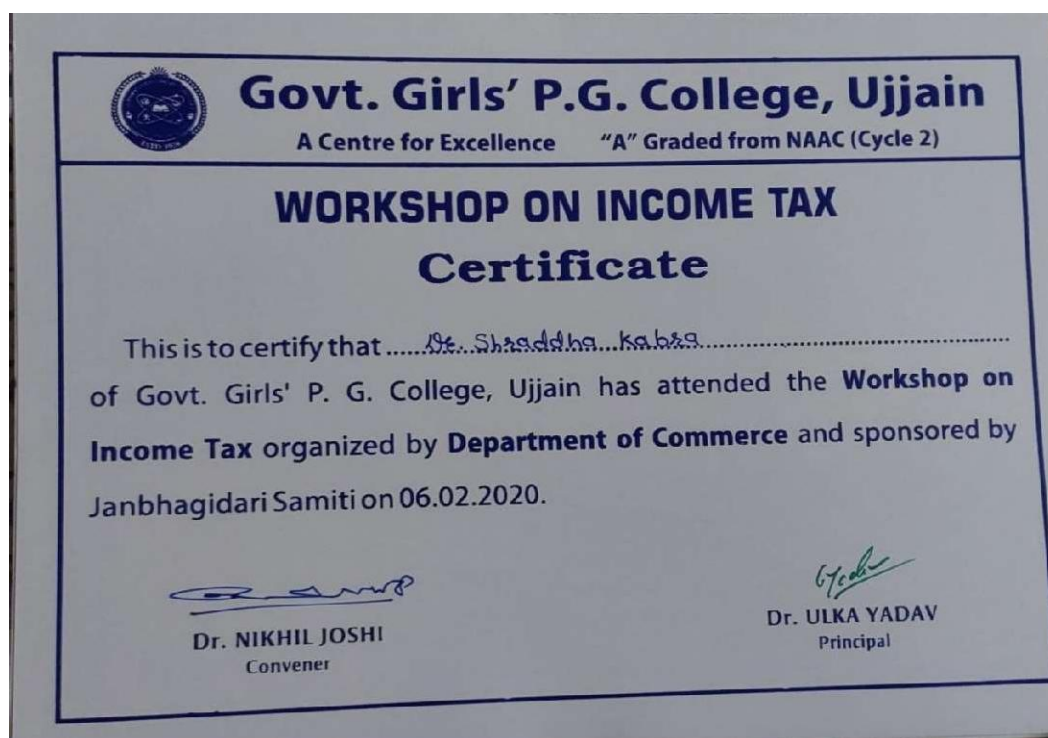 Govt. Girls' P.G. College, Ujjain
A Centre for Excellence "A" Graded from NAAC (Cycle 2)
WORKSHOP ON INCOME TAX
Certificate
This is to certify that ......Dr. Shraddha Kabra..............................
of Govt. Girls' P. G. College, Ujjain has attended the Workshop on
Income Tax organized by Department of Commerce and sponsored by
Janbhagidari Samiti on 06.02.2020.
Dr. NIKHIL JOSHI
Convener
Dr. ULKA YADAV
Principal